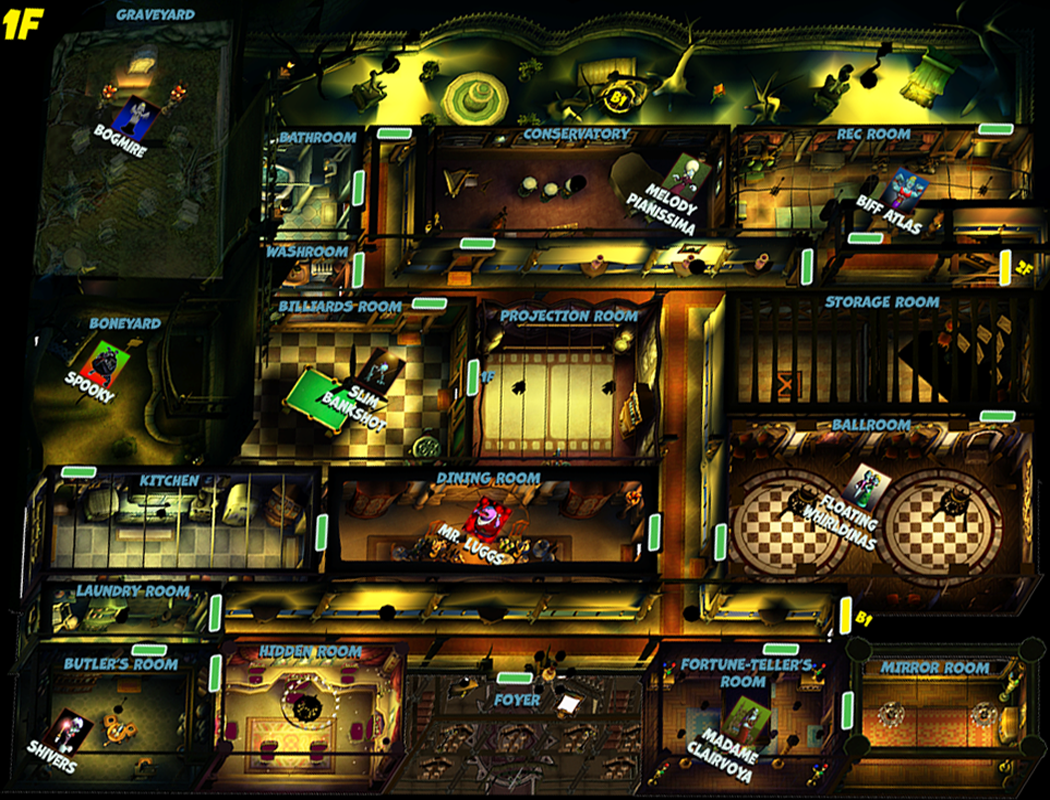 1F
GRAVEYARD
BOGMIRE
B1
BATHROOM
CONSERVATORY
REC ROOM
MELODY
PIANISSIMA
BIFF ATLAS
WASHROOM
2F
BILLIARDS ROOM
PROJECTION ROOM
STORAGE ROOM
BONEYARD
SPOOKY
1F
SLIM
BANKSHOT
BALLROOM
FLOATING
WHIRLINDAS
KITCHEN
DINING ROOM
MR. LUGGS
LAUNDRY ROOM
B1
BUTLER'S ROOM
HIDDEN ROOM
FOYER
FORTUNE-TELLER'S
ROOM
MIRROR ROOM
SHIVERS
MADAME
CLAIRVOYA